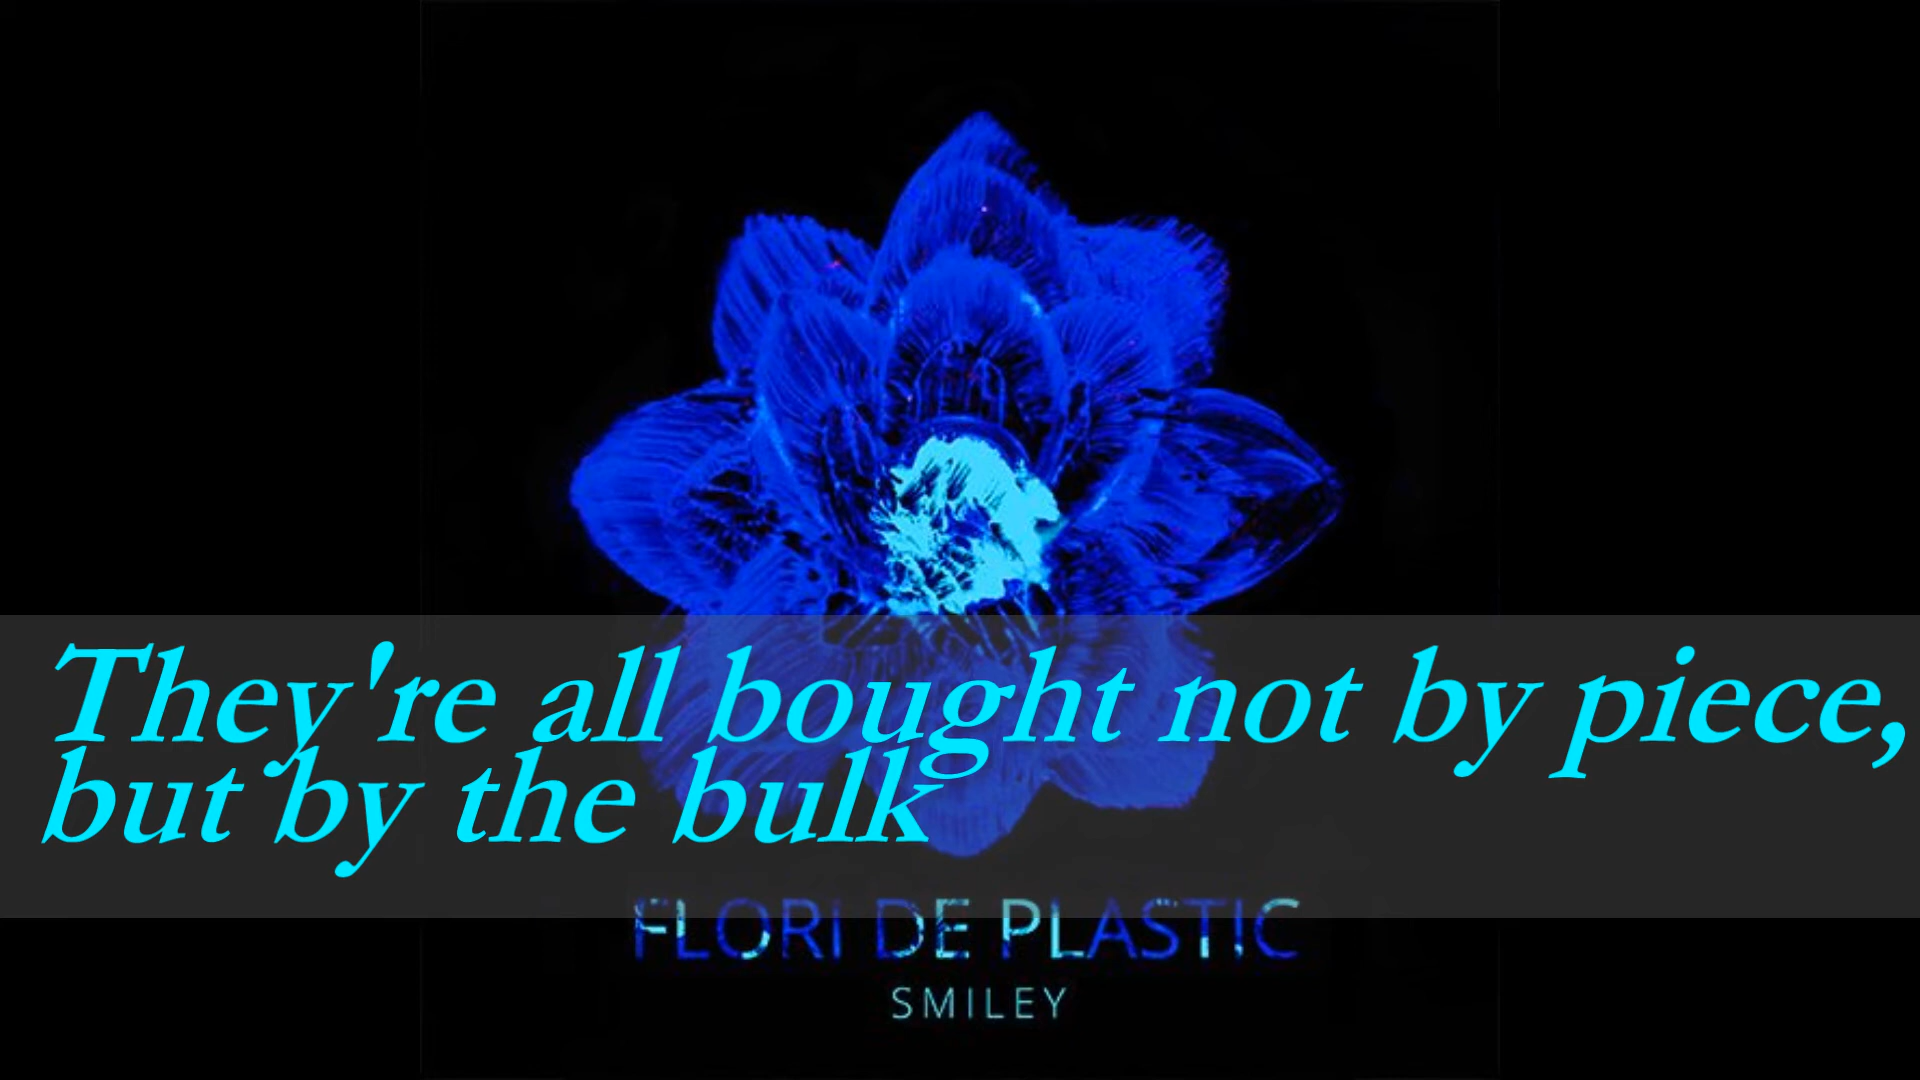 They're all bought not by piece,
but by the bulk
FLORI DE PLASTIC
SMILEY